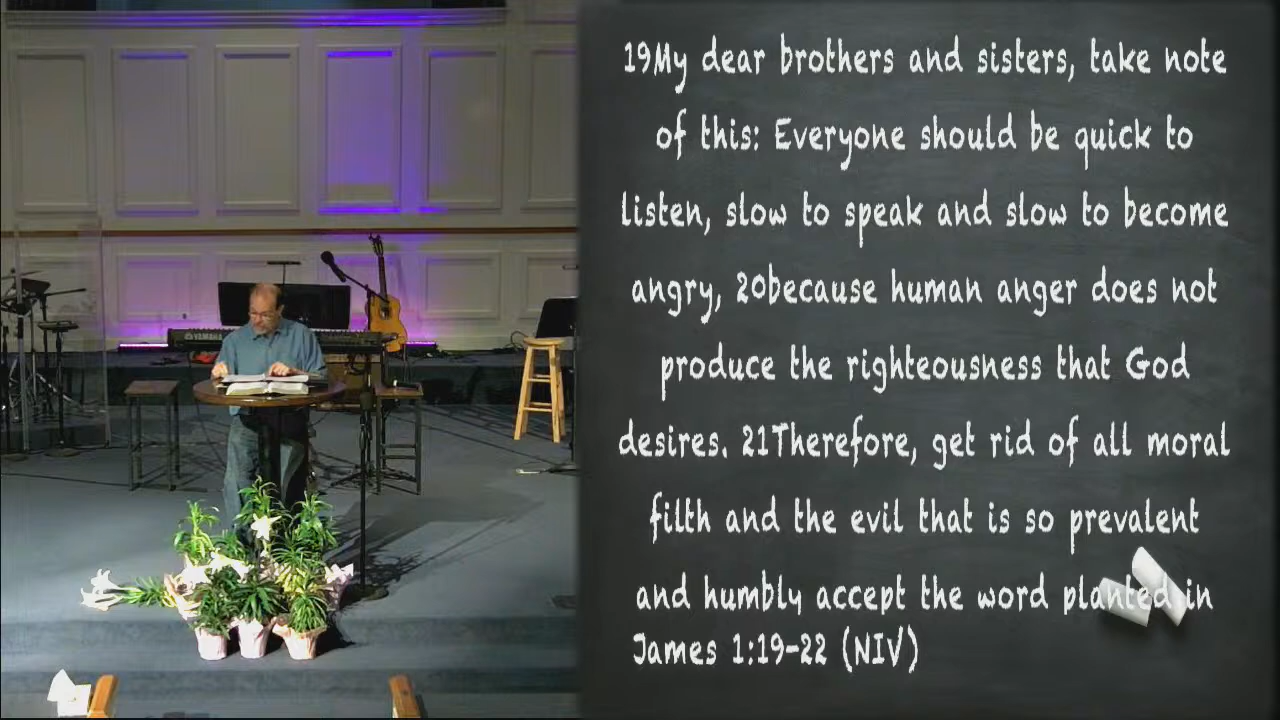 19My dear brothers and sisters, take note
of this: Everyone should be quick to
listen, slow to speak and slow to become
angry, 20because human anger does not
produce the righteousness that God
desires. 21Therefore, get rid of all moral
filth and the evil that is so prevalent
and humbly accept the word planted in
James 1:19-22 (NIV)
YAMAHA